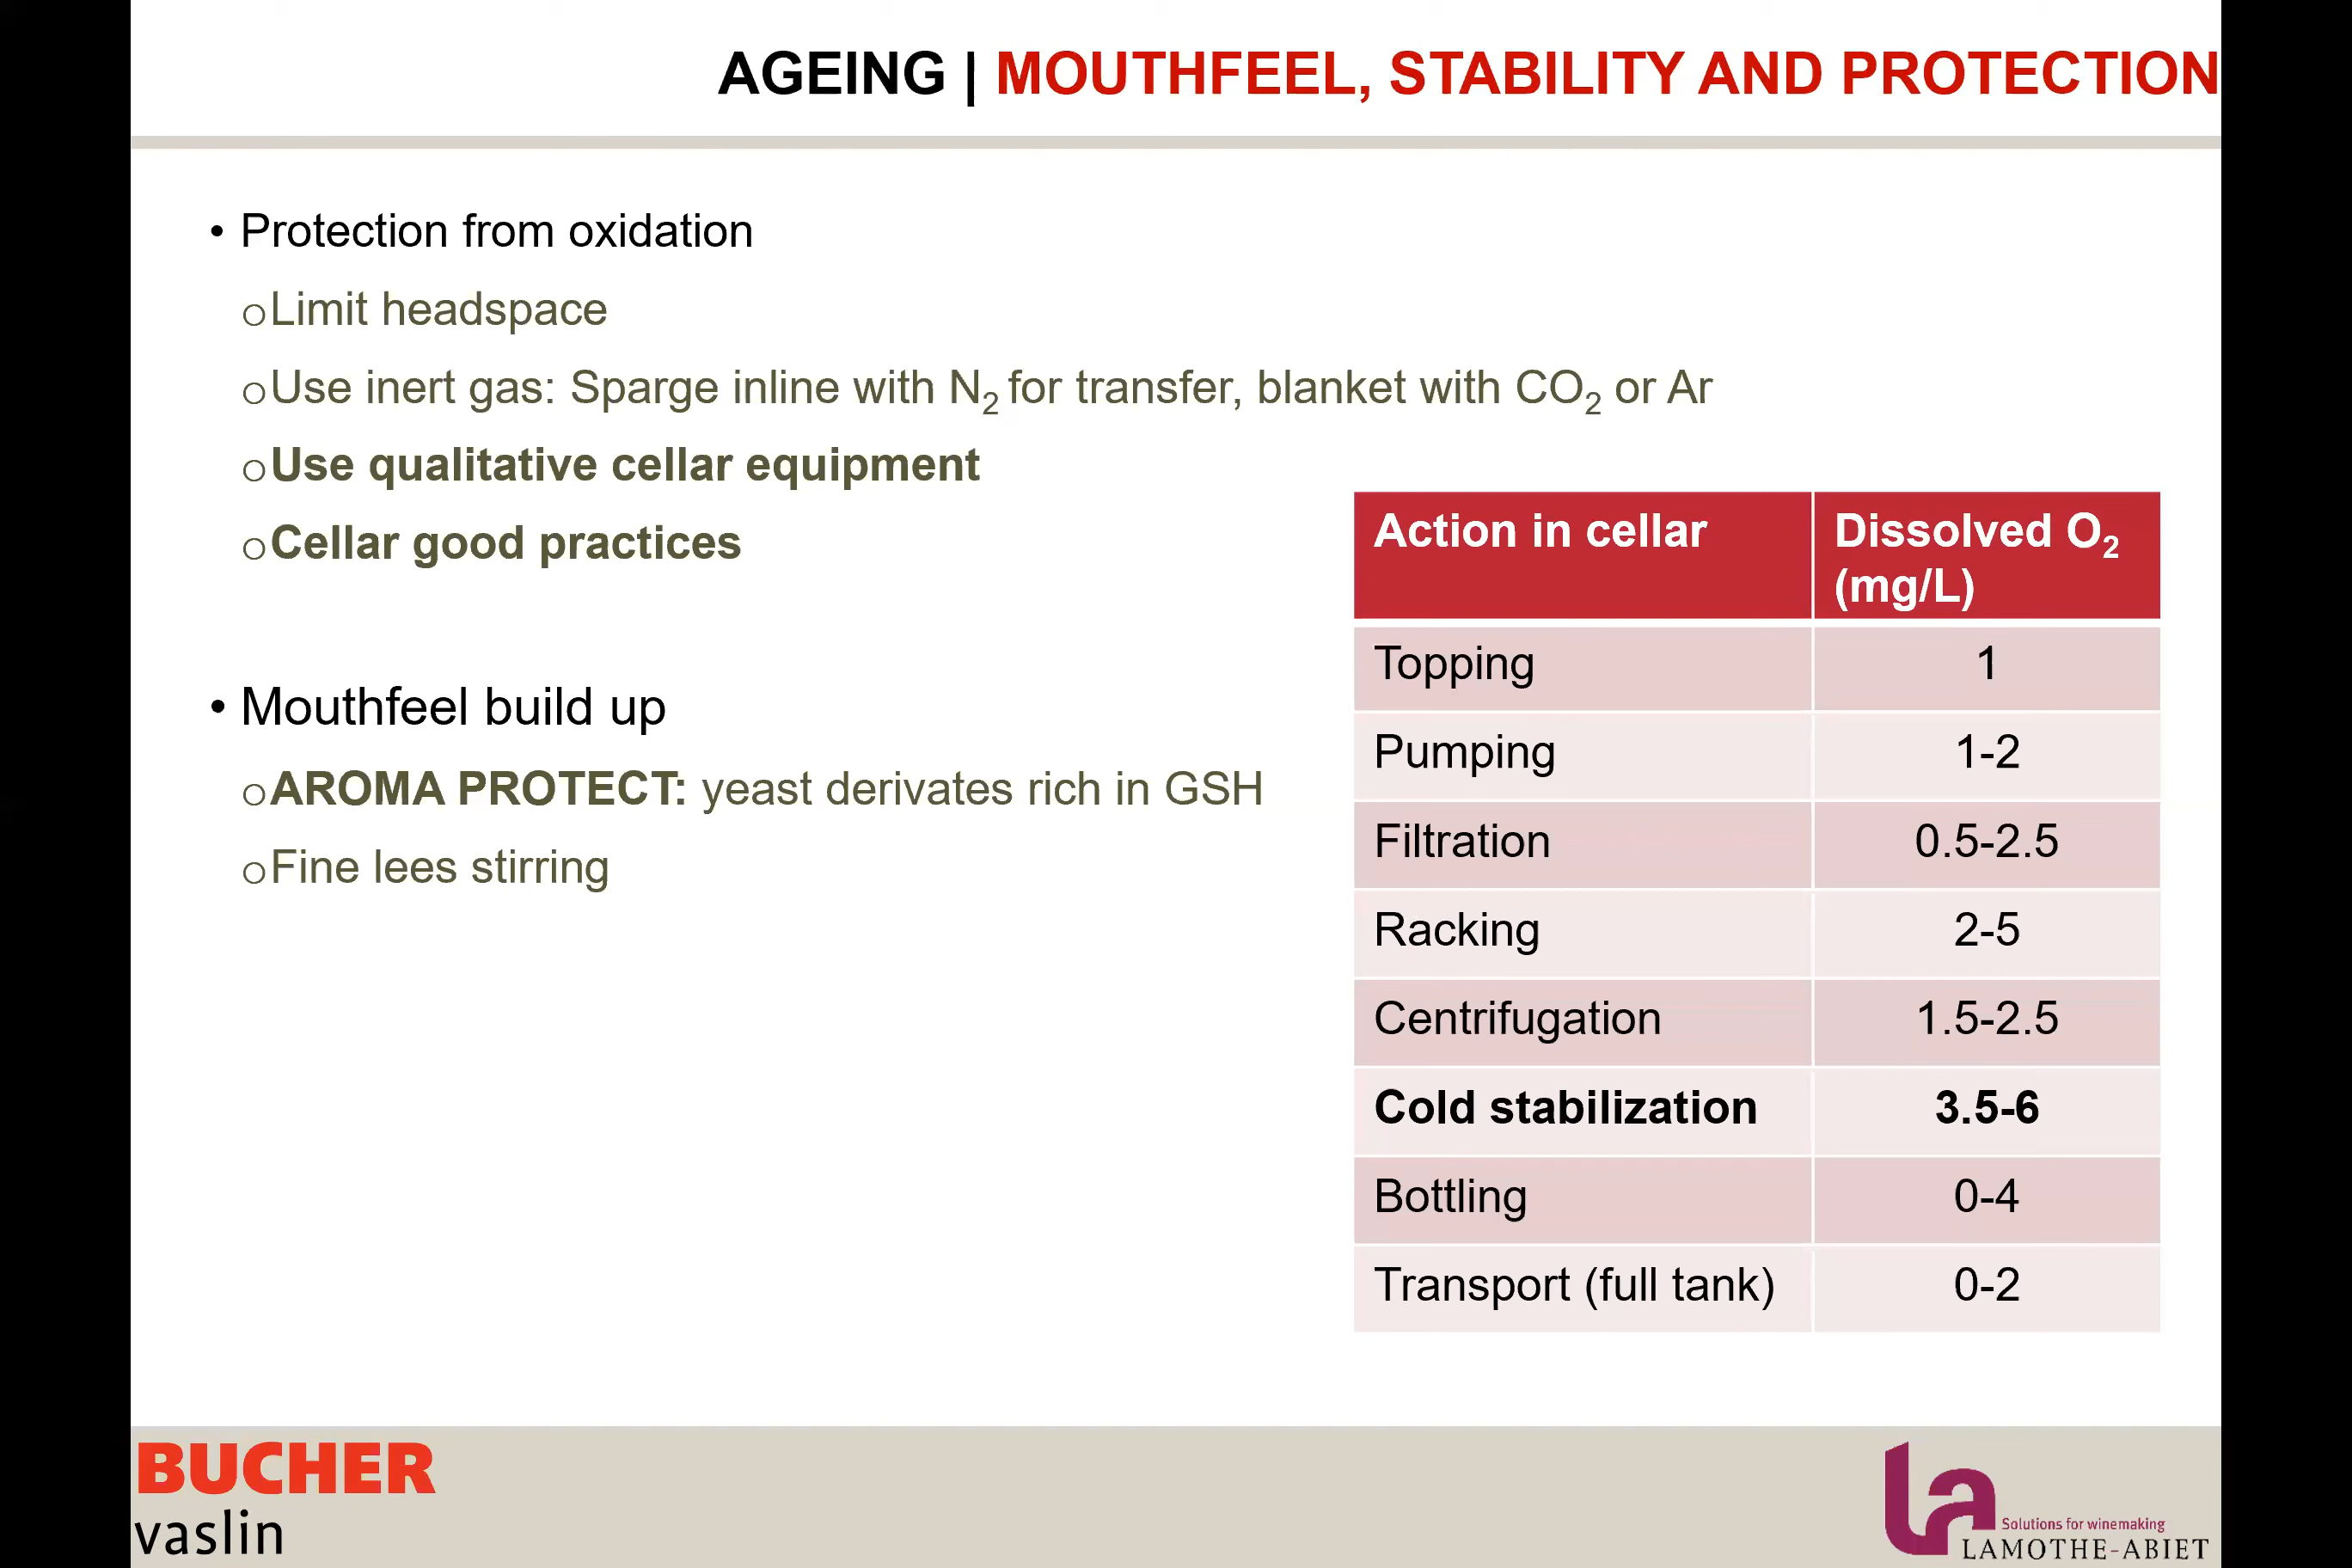 AGEING | MOUTHFEEL, STABILITY AND PROTECTION
• Protection from oxidation
oLimit headspace
oUse inert gas: Sparge inline with N2 for transfer, blanket with CO2 or Ar
oUse qualitative cellar equipment
oCellar good practices
• Mouthfeel build up
oAROMA PROTECT: yeast derivates rich in GSH
oFine lees stirring
Action in cellar Dissolved O2
(mg/L)
Topping 1
Pumping 1-2
Filtration 0.5-2.5
Racking 2-5
Centrifugation 1.5-2.5
Cold stabilization 3.5-6
Bottling 0-4
Transport (full tank) 0-2
BUCHER
vaslin
la
Solutions for winemaking
LAMOTHE-ABIET